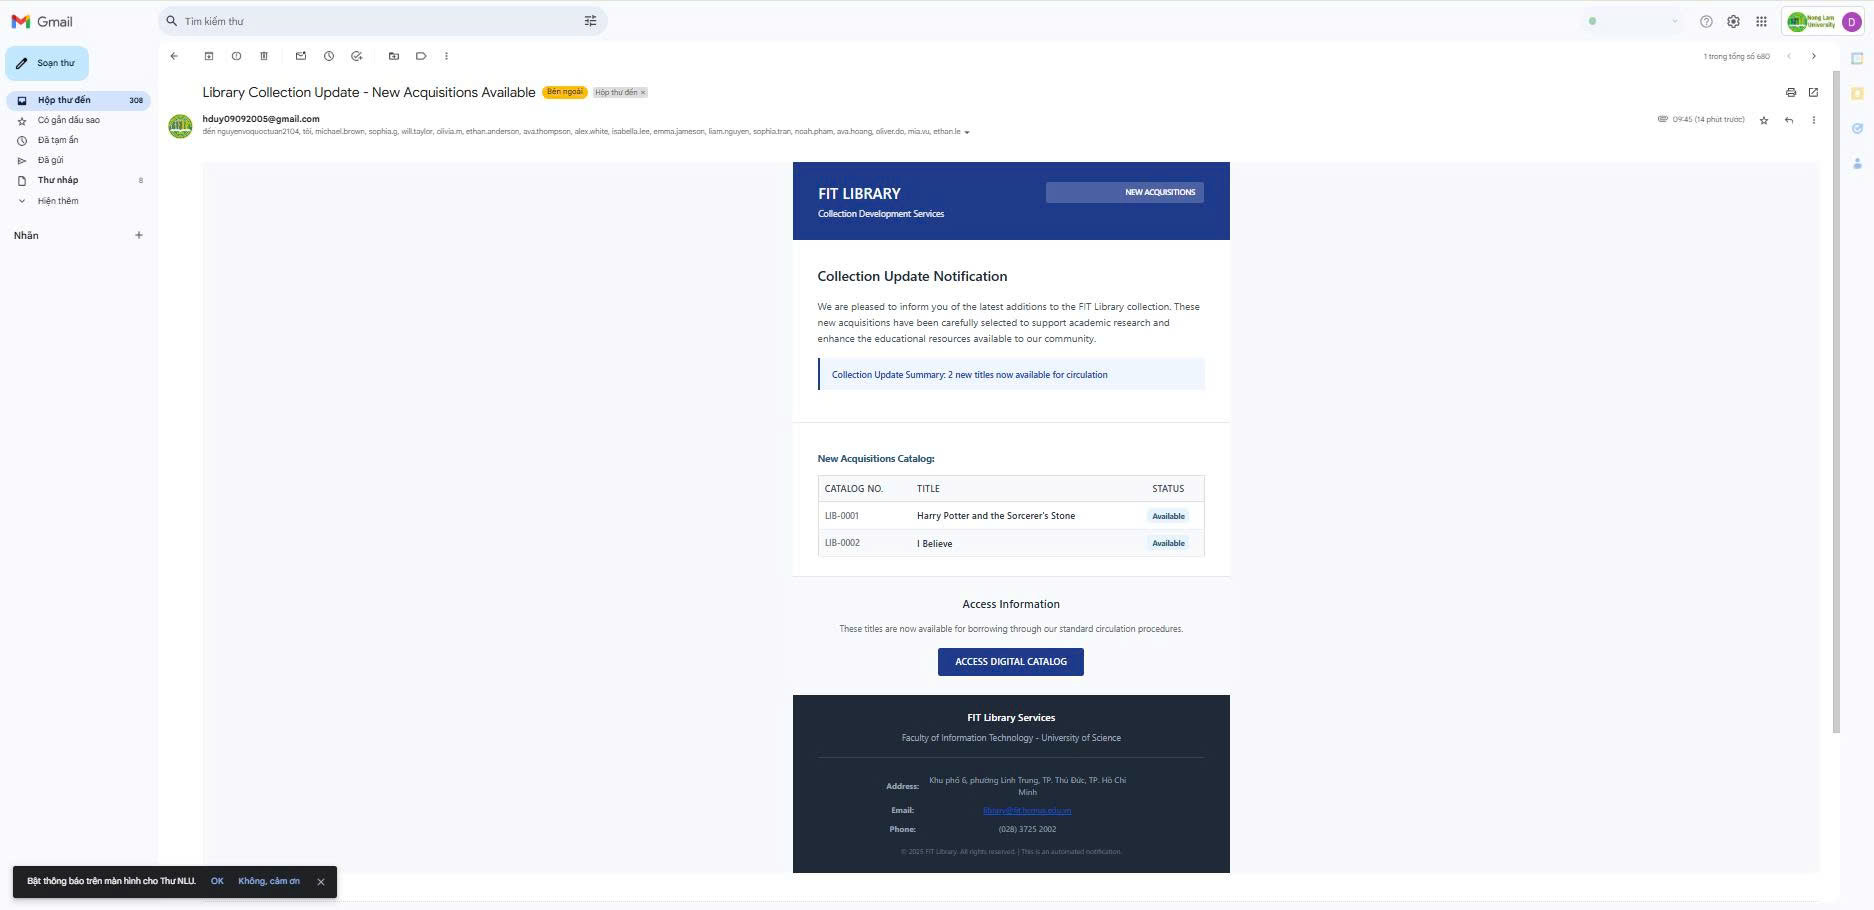 Gmail
Tìm kiếm thư
Nong Lam
University
D
Soạn thư
1 trong tổng số 680
Hộp thư đến 308
Có gắn dấu sao
Đã tạm ẩn
Đã gửi
Thư nháp 8
Hiện thêm
Nhãn
Library Collection Update - New Acquisitions Available Bên ngoài Hộp thư đến ×
hduy09092005@gmail.com
09:45 (14 phút trước)
đến nguyenvoquoctuan2104, tôi, michael.brown, sophia.g, will.taylor, olivia.m, ethan.anderson, ava.thompson, alex.white, isabella.lee, emma.jameson, liam.nguyen, sophia.tran, noah.pham, ava.hoang, oliver.do, mia.vu, ethan.le
FIT LIBRARY
NEW ACQUISITIONS
Collection Development Services
Collection Update Notification
We are pleased to inform you of the latest additions to the FIT Library collection. These
new acquisitions have been carefully selected to support academic research and
enhance the educational resources available to our community.
Collection Update Summary: 2 new titles now available for circulation
New Acquisitions Catalog:
CATALOG NO. TITLE STATUS
LIB-0001 Harry Potter and the Sorcerer's Stone Available
LIB-0002 I Believe Available
Access Information
These titles are now available for borrowing through our standard circulation procedures.
ACCESS DIGITAL CATALOG
FIT Library Services
Faculty of Information Technology - University of Science
Address: Khu phố 6, phường Linh Trung, TP. Thủ Đức, TP. Hồ Chí
Minh
Email: library@fit.hcmus.edu.vn
Phone: (028) 3725 2002
© 2025 FIT Library. All rights reserved. | This is an automated notification.
Bật thông báo trên màn hình cho Thư NLU. OK Không, cảm ơn